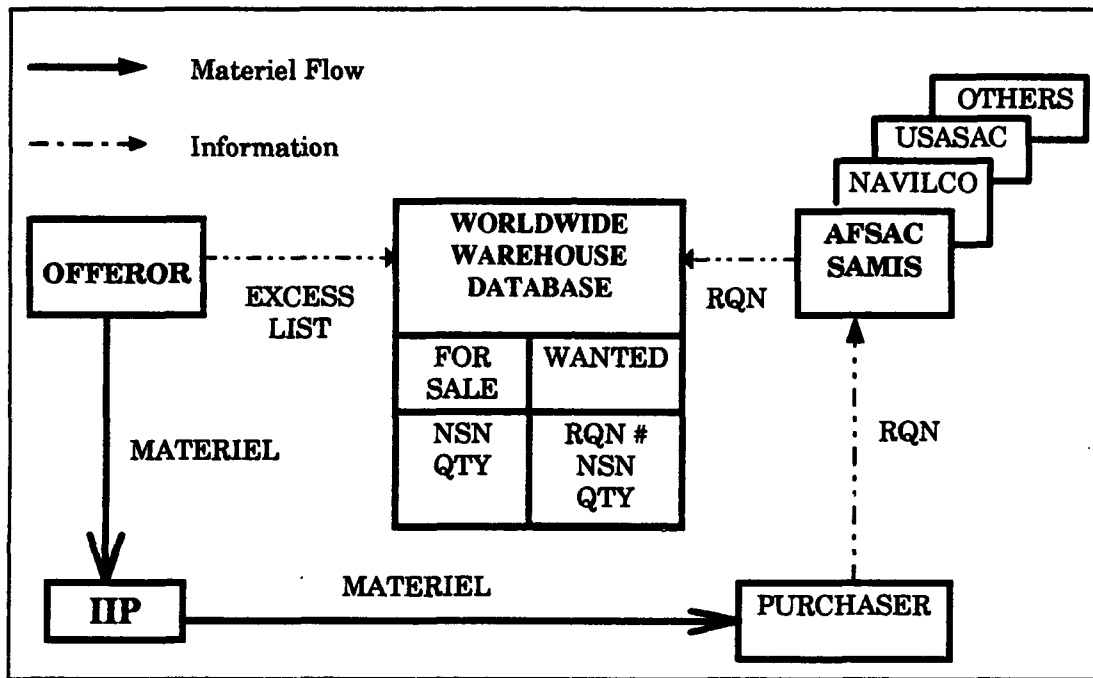 Materiel Flow
Information
OTHERS
USASAC
NAVILCO
AFSAC
SAMIS
OFFEROR
EXCESS
LIST
WORLDWIDE
WAREHOUSE
DATABASE
RQN
FOR
SALE
WANTED
NSN
QTY
RQN #
NSN
QTY
MATERIEL
RQN
IIP
MATERIEL
PURCHASER